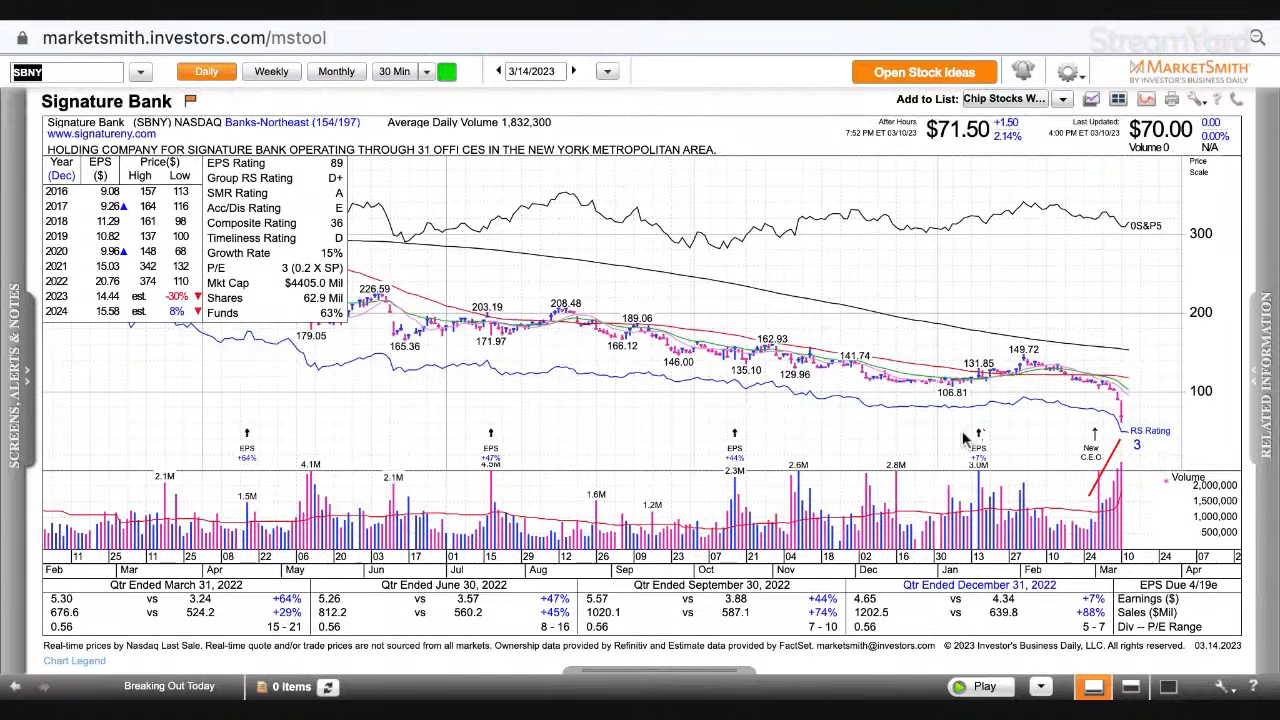 marketsmith.investors.com/mstool
StreamYard
SBNY Daily Weekly Monthly 30 Min 3/14/2023 Open Stock Ideas MARKETSMITH
BY INVESTOR'S BUSINESS DAILY
Signature Bank Add to List: Chip Stocks W...
Signature Bank (SBNY) NASDAQ Banks-Northeast (154/197) Average Daily Volume 1,832,300
www.signatureny.com
After Hours
7:52 PM ET 03/10/23
$71.50 +1.50
2.14%
Last Updated:
4:00 PM ET 03/10/23
$70.00 0.00
0.00%
Volume 0 N/A
HOLDING COMPANY FOR SIGNATURE BANK OPERATING THROUGH 31 OFFI CES IN THE NEW YORK METROPOLITAN AREA.
Year EPS Price($)
(Dec) ($) High Low
2016 9.08 157 113
2017 9.26 164 116
2018 11.29 161 98
2019 10.82 137 100
2020 9.96 148 68
2021 15.03 342 132
2022 20.76 374 110
2023 14.44 est. -30%
2024 15.58 est. 8%
EPS Rating 89
Group RS Rating D+
SMR Rating A
Acc/Dis Rating E
Composite Rating 36
Timeliness Rating D
Growth Rate 15%
P/E 3 (0.2 X SP)
Mkt Cap $4405.0 Mil
Shares 62.9 Mil
Funds 63%
Price
Scale
0S&P5
300
200
100
226.59 203.19 208.48 189.06 162.93 141.74 131.85 149.72
179.05 165.36 171.97 166.12 146.00 135.10 129.96 106.81
RS Rating
3
EPS
+64%
EPS
+47%
EPS
+44%
EPS
+7%
New
C.E.O
2.1M 1.5M 4.1M 2.1M 4.5M 1.6M 1.2M 2.3M 2.6M 2.8M 3.0M
Volume
2,000,000
1,500,000
1,000,000
500,000
11 25 11 25 08 22 06 20 03 17 01 15 29 12 26 09 23 07 21 04 18 02 16 30 13 27 10 24 10 24 07 2
Feb Mar Apr May Jun Jul Aug Sep Oct Nov Dec Jan Feb Mar Apr
Qtr Ended March 31, 2022 Qtr Ended June 30, 2022 Qtr Ended September 30, 2022 Qtr Ended December 31, 2022 EPS Due 4/19e
5.30 vs 3.24 +64% 5.26 vs 3.57 +47% 5.57 vs 3.88 +44% 4.65 vs 4.34 +7% Earnings ($)
676.6 vs 524.2 +29% 812.2 vs 560.2 +45% 1020.1 vs 587.1 +74% 1202.5 vs 639.8 +88% Sales ($Mil)
0.56 15 - 21 0.56 8 - 16 0.56 7 - 10 0.56 5 - 7 Div -- P/E Range
Real-time prices by Nasdaq Last Sale. Real-time quote and/or trade prices are not sourced from all markets. Ownership data provided by Refinitiv and Estimate data provided by FactSet. marketsmith@investors.com © 2023 Investor's Business Daily, LLC. All rights reserved. 03.14.2023
Chart Legend
SCREENS, ALERTS & NOTES
RELATED INFORMATION
Breaking Out Today 0 items Play